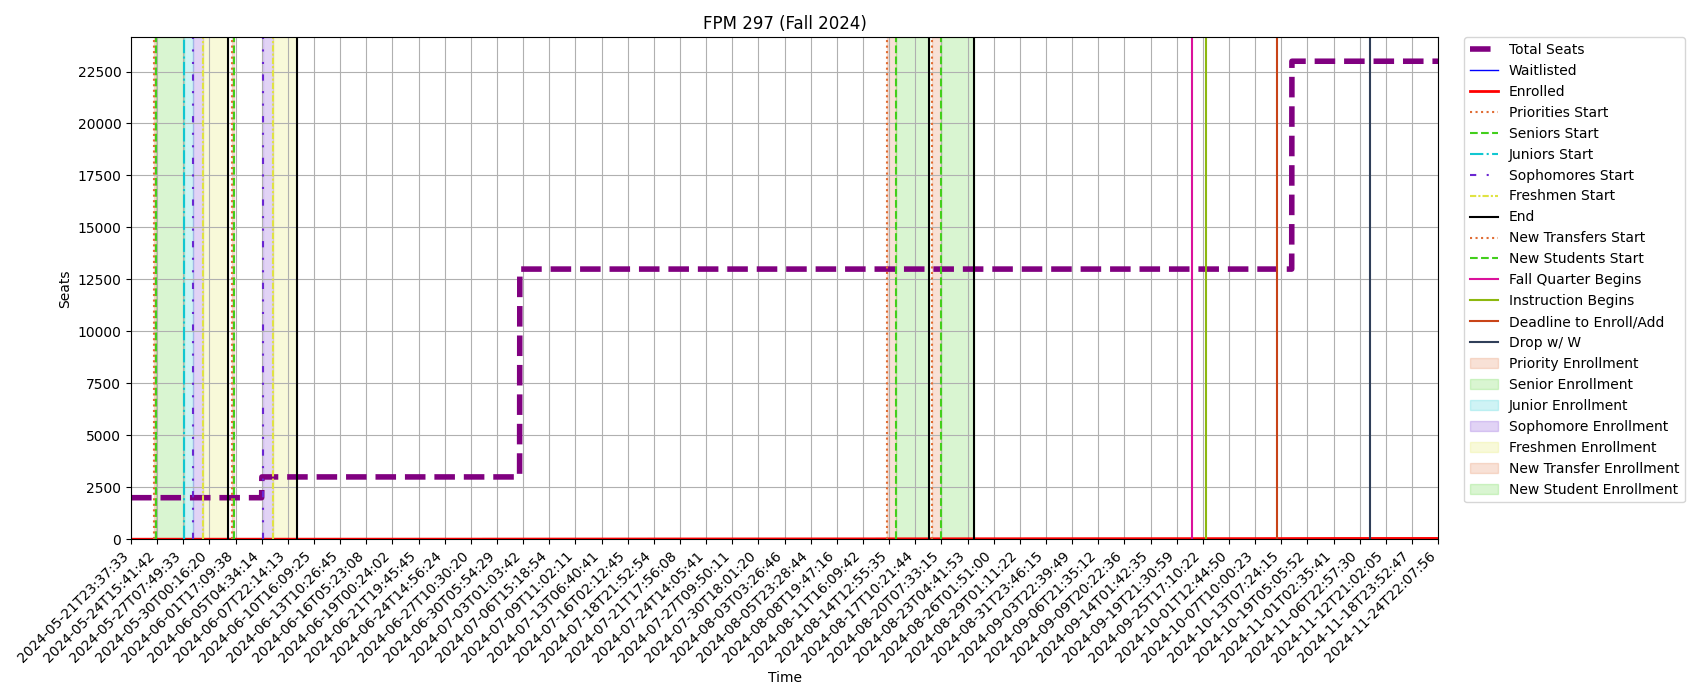 FPM 297 (Fall 2024)
22500
20000
17500
15000
12500
10000
7500
5000
2500
0
Seats
2024-05-21T23:37:33
2024-05-24T15:41:42
2024-05-27T07:49:33
2024-05-30T00:16:20
2024-06-01T17:09:38
2024-06-05T04:34:14
2024-06-07T22:14:13
2024-06-10T16:09:25
2024-06-13T10:26:45
2024-06-16T05:23:08
2024-06-19T00:24:02
2024-06-21T19:45:45
2024-06-24T14:56:24
2024-06-27T10:30:20
2024-06-30T05:54:29
2024-07-03T01:03:42
2024-07-06T15:18:54
2024-07-09T11:02:11
2024-07-13T06:40:41
2024-07-16T02:12:45
2024-07-18T21:52:54
2024-07-21T17:56:08
2024-07-24T14:05:41
2024-07-27T09:50:11
2024-07-30T18:01:20
2024-08-03T03:26:46
2024-08-05T23:28:44
2024-08-08T19:47:16
2024-08-11T16:09:42
2024-08-14T12:55:35
2024-08-17T10:21:44
2024-08-20T07:33:15
2024-08-23T04:41:53
2024-08-26T01:51:00
2024-08-29T01:11:22
2024-08-31T23:46:15
2024-09-03T22:39:49
2024-09-06T21:35:12
2024-09-09T20:22:36
2024-09-14T01:42:35
2024-09-19T21:30:59
2024-09-25T17:10:22
2024-10-01T12:44:50
2024-10-07T10:00:23
2024-10-13T07:24:15
2024-10-19T05:05:52
2024-11-01T02:35:41
2024-11-06T22:57:30
2024-11-12T21:02:05
2024-11-18T23:52:47
2024-11-24T22:07:56
Time
Total Seats
Waitlisted
Enrolled
Priorities Start
Seniors Start
Juniors Start
Sophomores Start
Freshmen Start
End
New Transfers Start
New Students Start
Fall Quarter Begins
Instruction Begins
Deadline to Enroll/Add
Drop w/ W
Priority Enrollment
Senior Enrollment
Junior Enrollment
Sophomore Enrollment
Freshmen Enrollment
New Transfer Enrollment
New Student Enrollment